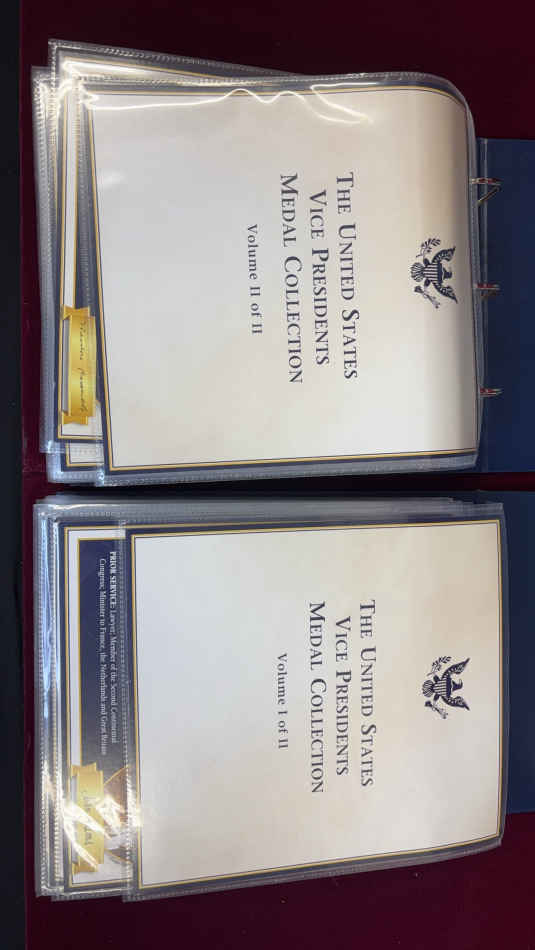 THE UNITED STATES
VICE PRESIDENTS
MEDAL COLLECTION
Volume II of II
THE UNITED STATES
VICE PRESIDENTS
MEDAL COLLECTION
Volume I of II
PRIOR SERVICE: Lawyer; Member of the Second Continental
Congress; Minister to France, the Netherlands and Great Britain